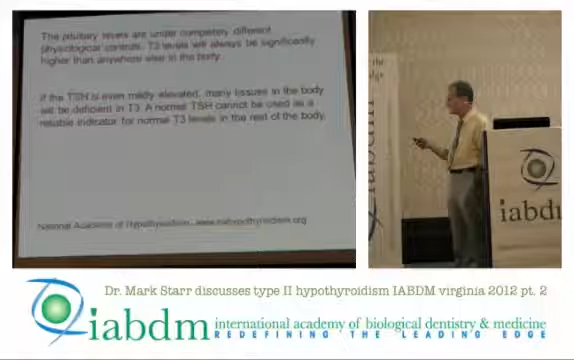 The pituitary levels are under completely different
physiological controls. T3 levels will always be significantly
higher than anywhere else in the body.
If the TSH is even mildly elevated, many tissues in the body
will be deficient in T3. A normal TSH cannot be used as a
reliable indicator for normal T3 levels in the rest of the body.
National Academy of Hypothyroidism
iabdm
Dr. Mark Starr discusses type II hypothyroidism IABDM virginia 2012 pt. 2
iabdm international academy of biological dentistry & medicine
REDEFINING THE LEADING EDGE